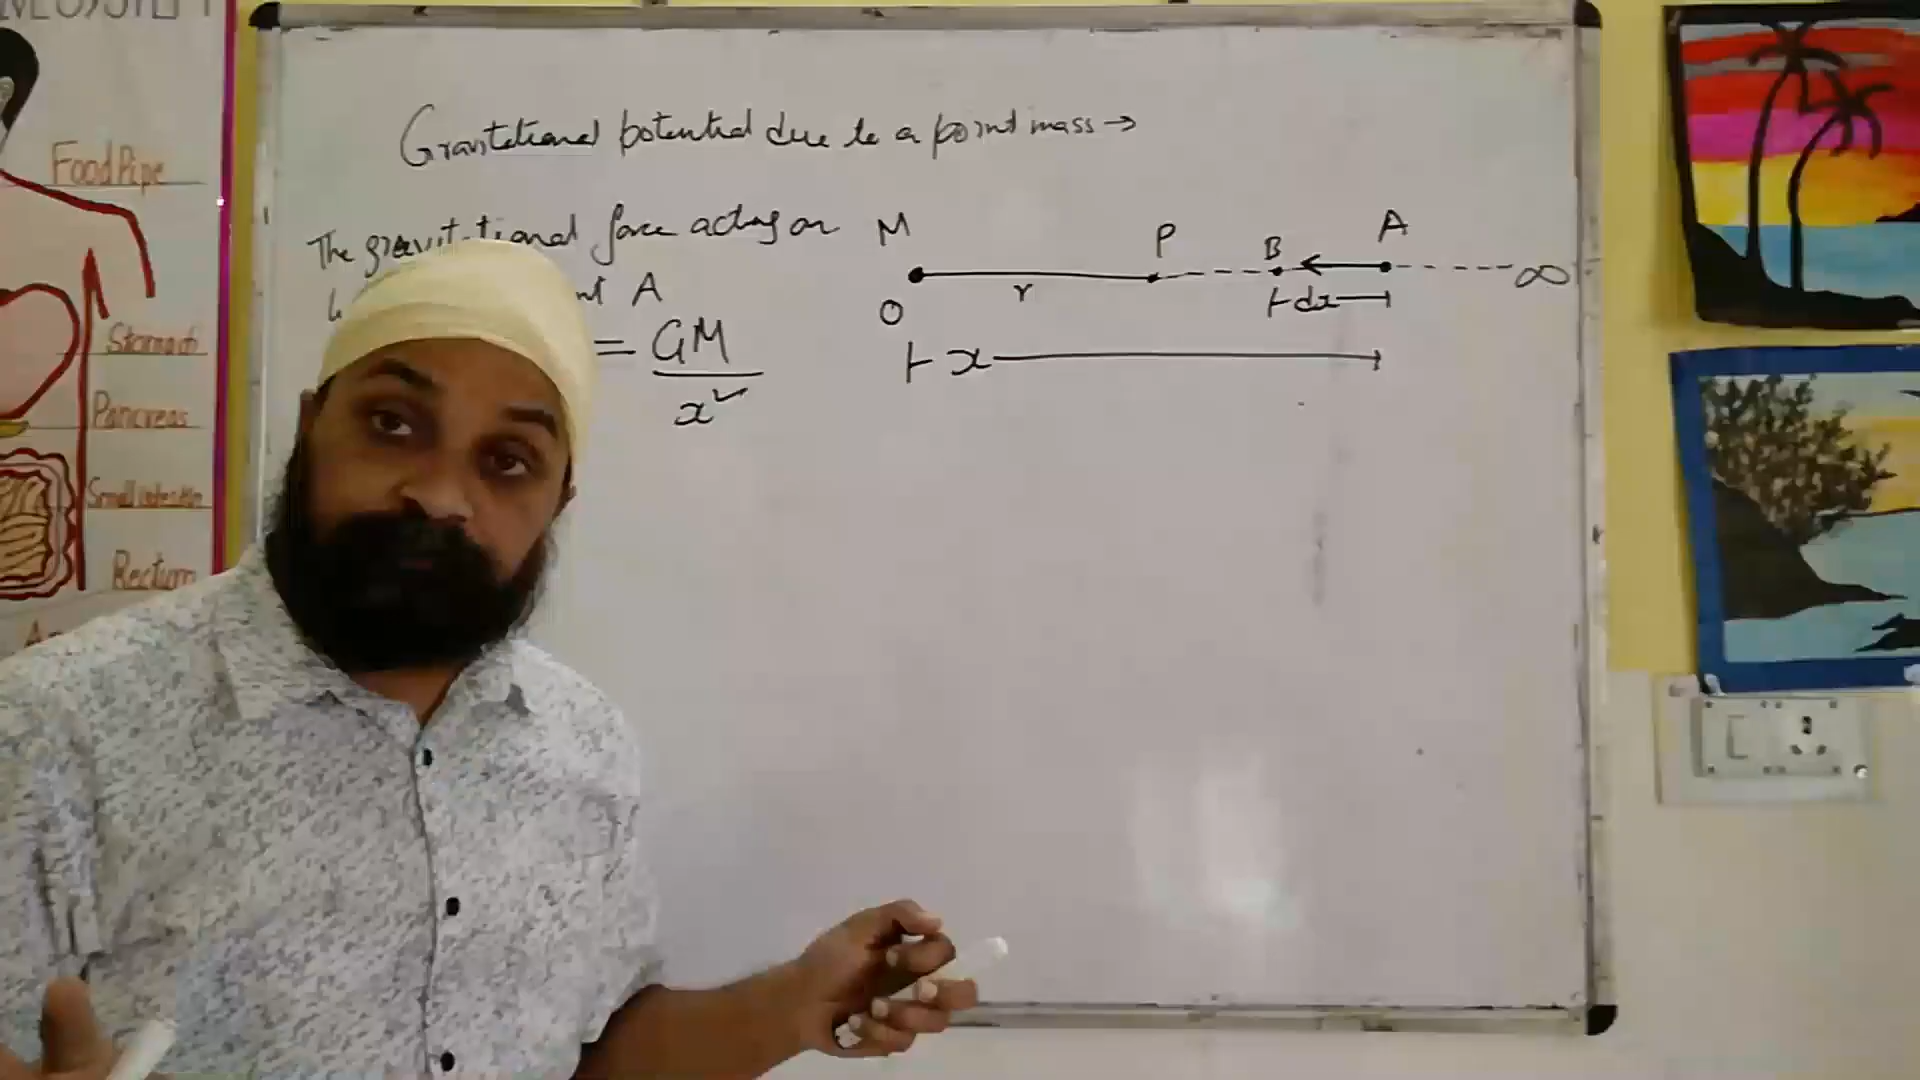 Gravitational potential due to a point mass →
The gravitational force acting on
A
= GM
x²
M P B A
O r dx ∞
x
Food Pipe
Stomach
Pancreas
Small intestine
Rectum